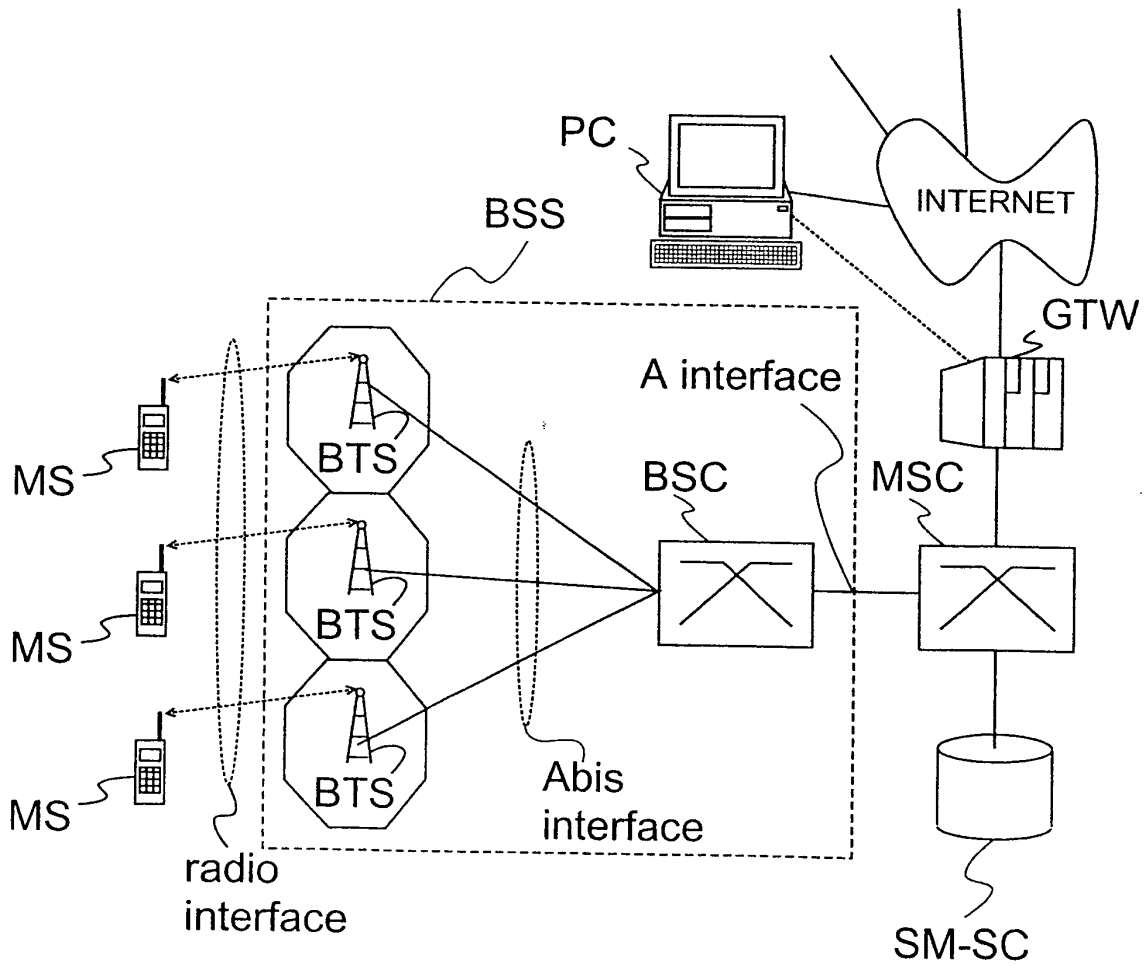 PC
INTERNET
BSS
GTW
A interface
MS
BTS
BSC
MSC
MS
BTS
MS
BTS
Abis
interface
radio
interface
SM-SC